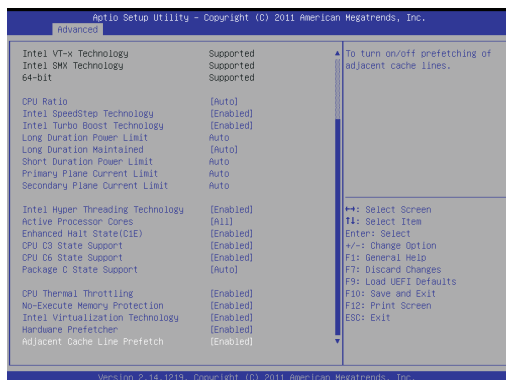 Aptio Setup Utility – Copyright (C) 2011 American Megatrends, Inc.
Advanced
Intel VT-x Technology Supported
Intel SMX Technology Supported
64-bit Supported
CPU Ratio [Auto]
Intel SpeedStep Technology [Enabled]
Intel Turbo Boost Technology [Enabled]
Long Duration Power Limit Auto
Long Duration Maintained [Auto]
Short Duration Power Limit Auto
Primary Plane Current Limit Auto
Secondary Plane Current Limit Auto
Intel Hyper Threading Technology [Enabled]
Active Processor Cores [All]
Enhanced Halt State(C1E) [Enabled]
CPU C3 State Support [Enabled]
CPU C6 State Support [Enabled]
Package C State Support [Auto]
CPU Thermal Throttling [Enabled]
No-Execute Memory Protection [Enabled]
Intel Virtualization Technology [Enabled]
Hardware Prefetcher [Enabled]
Adjacent Cache Line Prefetch [Enabled]
To turn on/off prefetching of
adjacent cache lines.
↔: Select Screen
↑↓: Select Item
Enter: Select
+/-: Change Option
F1: General Help
F7: Discard Changes
F9: Load UEFI Defaults
F10: Save and Exit
F12: Print Screen
ESC: Exit
Version 2.14.1219. Copyright (C) 2011 American Megatrends, Inc.